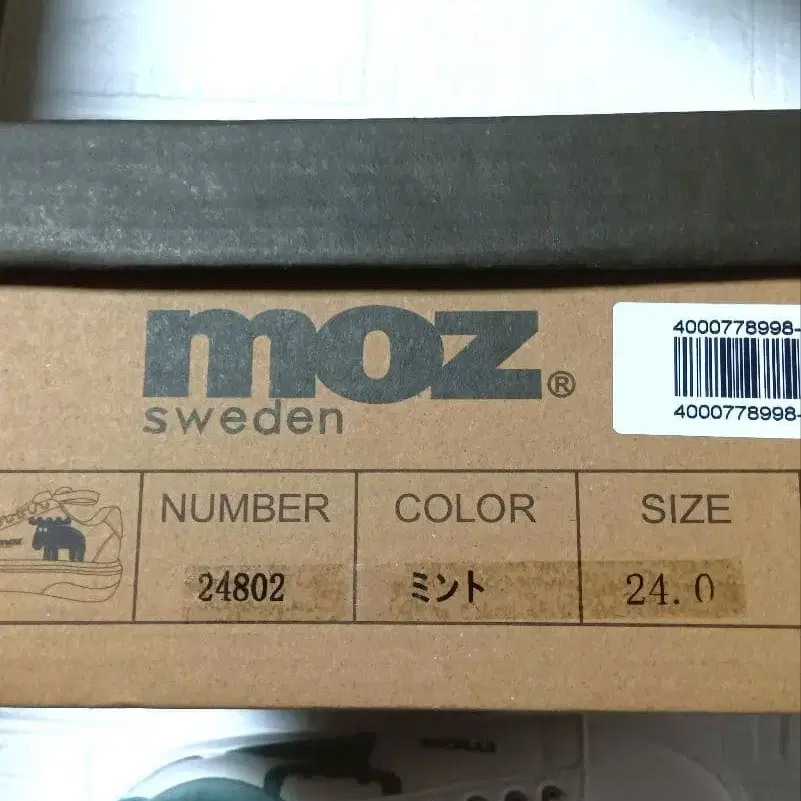 moz®
sweden
4000778998-
4000778998-
NUMBER COLOR SIZE
24802 ミント 24.0